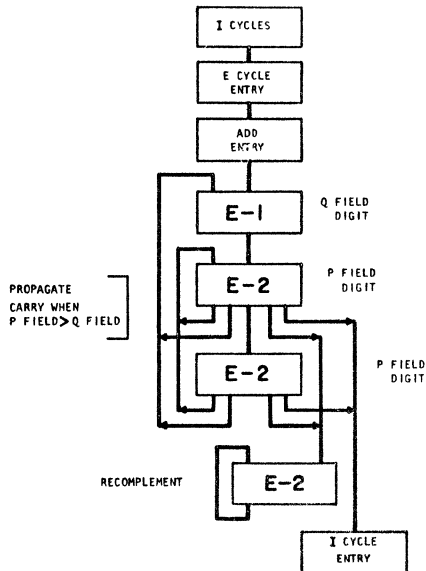 I CYCLES
E CYCLE
ENTRY
ADD
ENTRY
E-1
Q FIELD
DIGIT
E-2
P FIELD
DIGIT
PROPAGATE
CARRY WHEN
P FIELD>Q FIELD
E-2
P FIELD
DIGIT
RECOMPLEMENT
E-2
I CYCLE
ENTRY